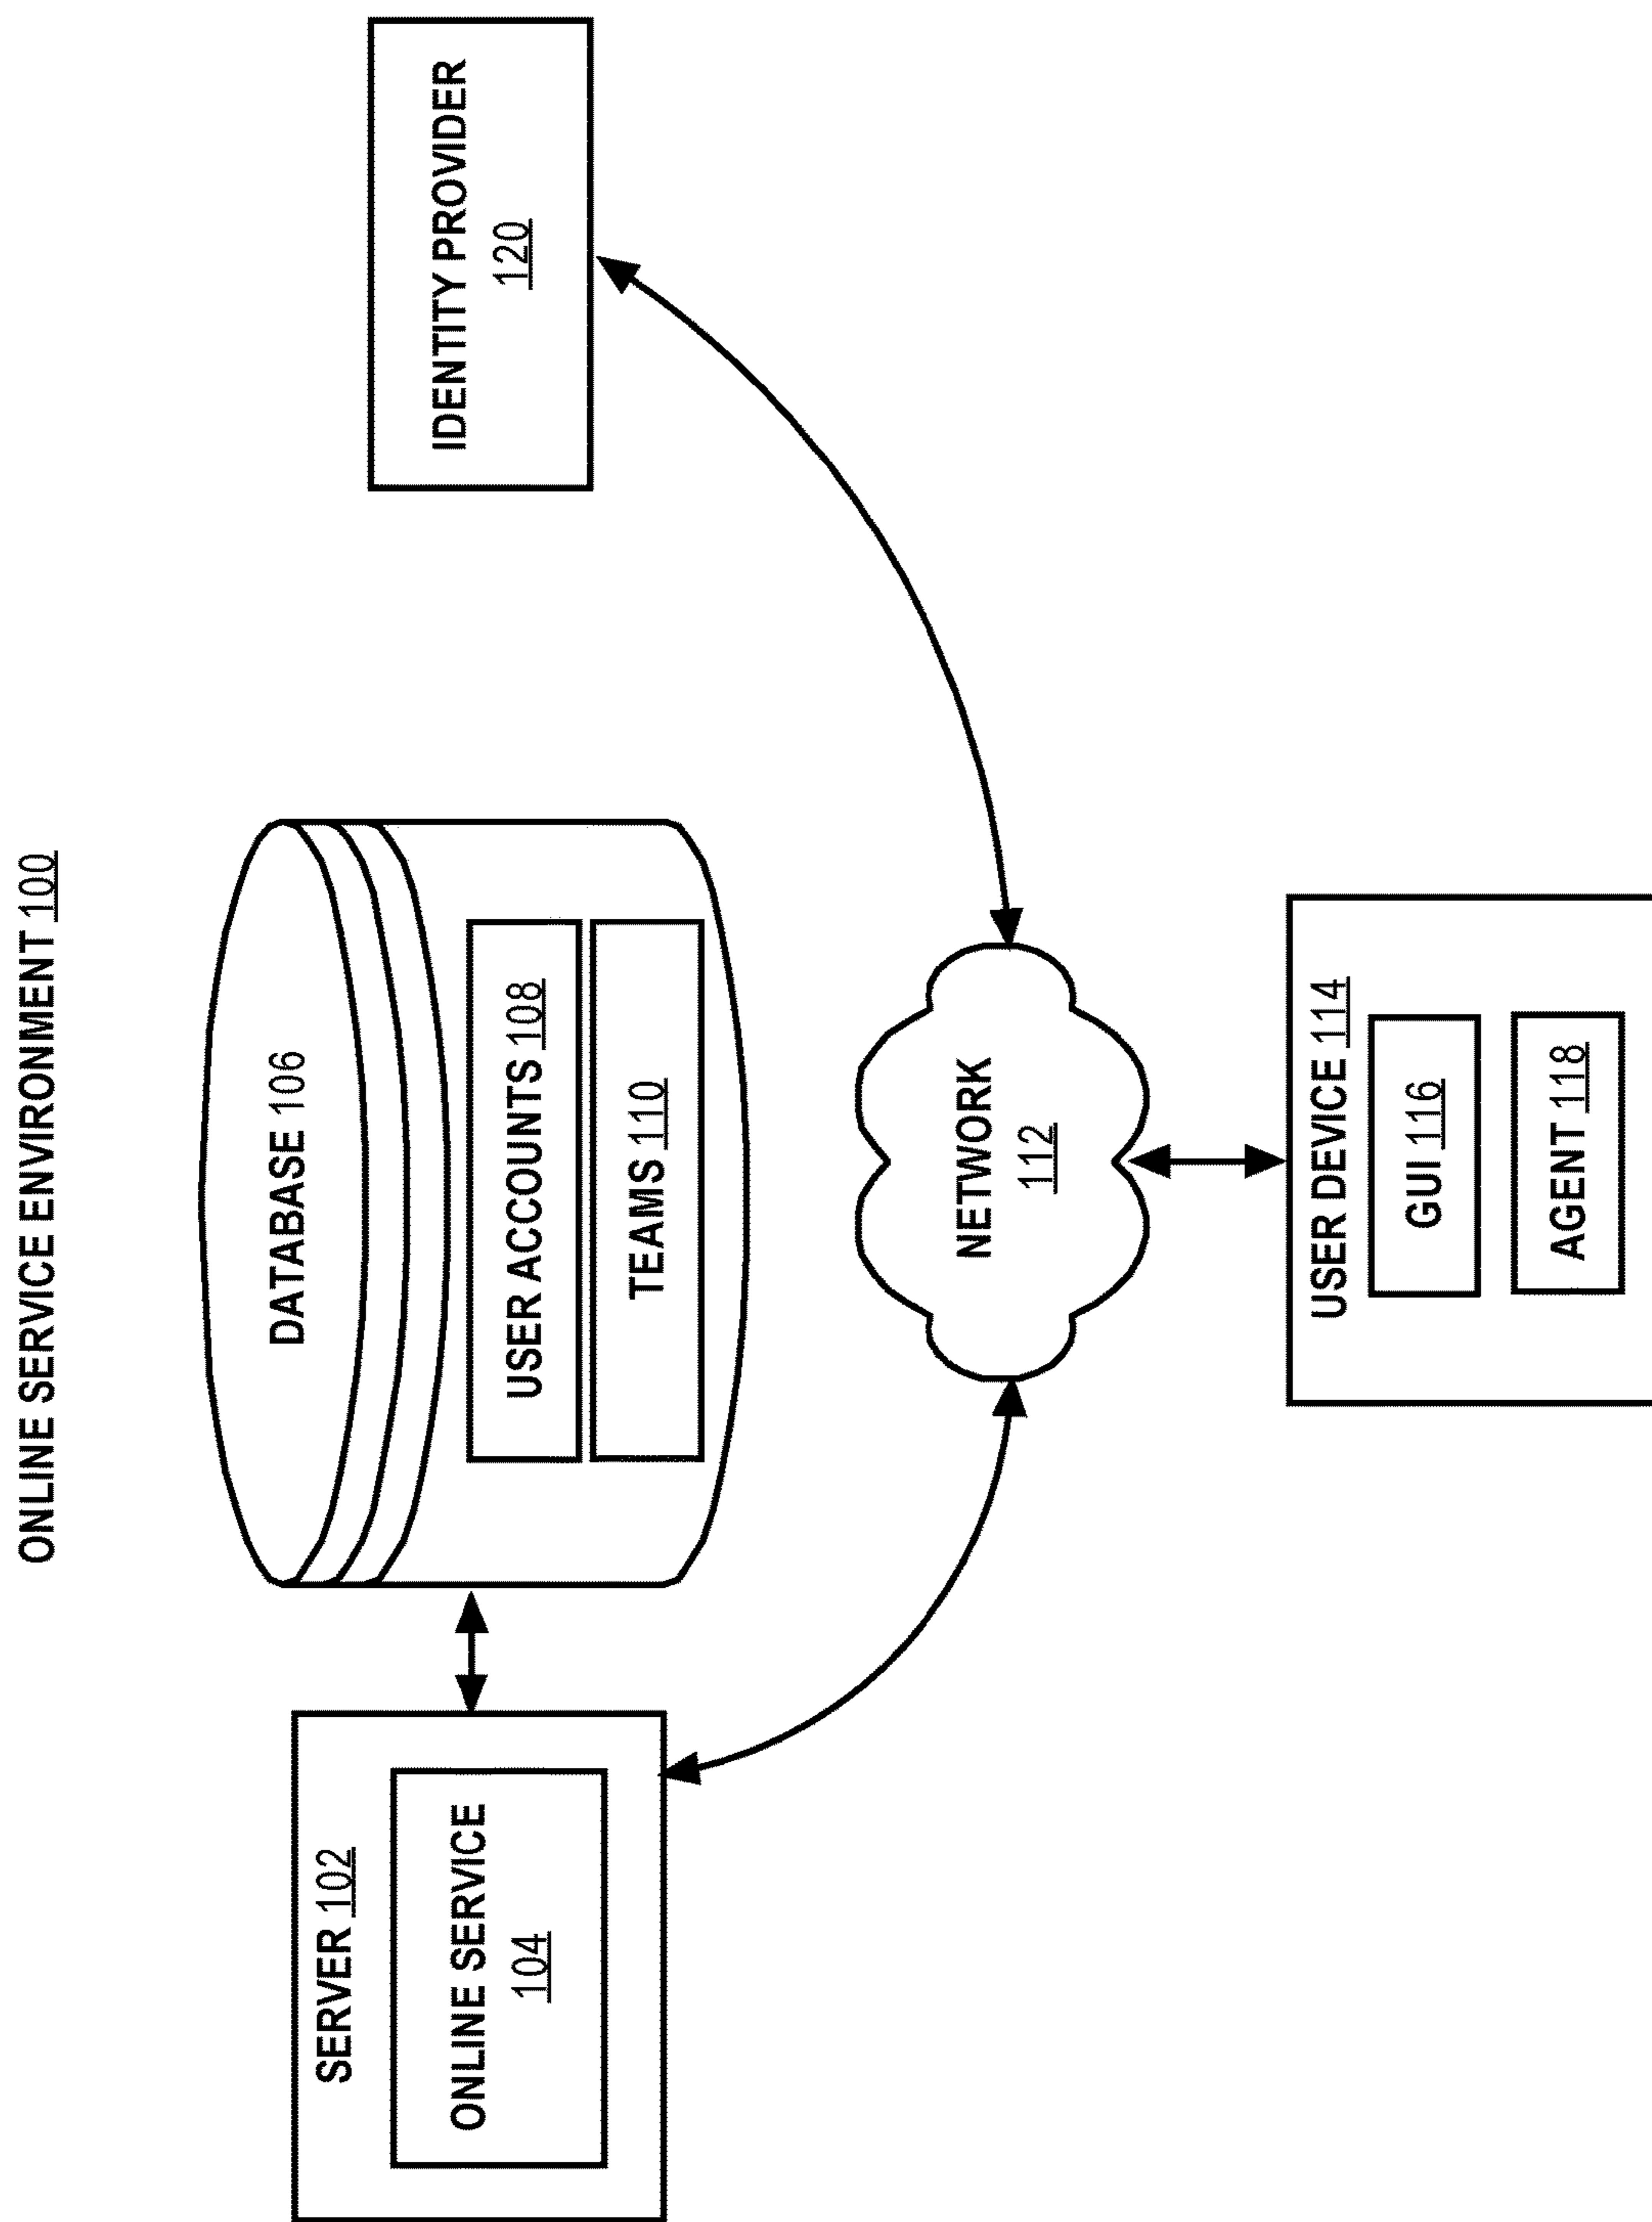 ONLINE SERVICE ENVIRONMENT 100
SERVER 102
ONLINE SERVICE
104
DATABASE 106
USER ACCOUNTS 108
TEAMS 110
IDENTITY PROVIDER
120
NETWORK
112
USER DEVICE 114
GUI 116
AGENT 118